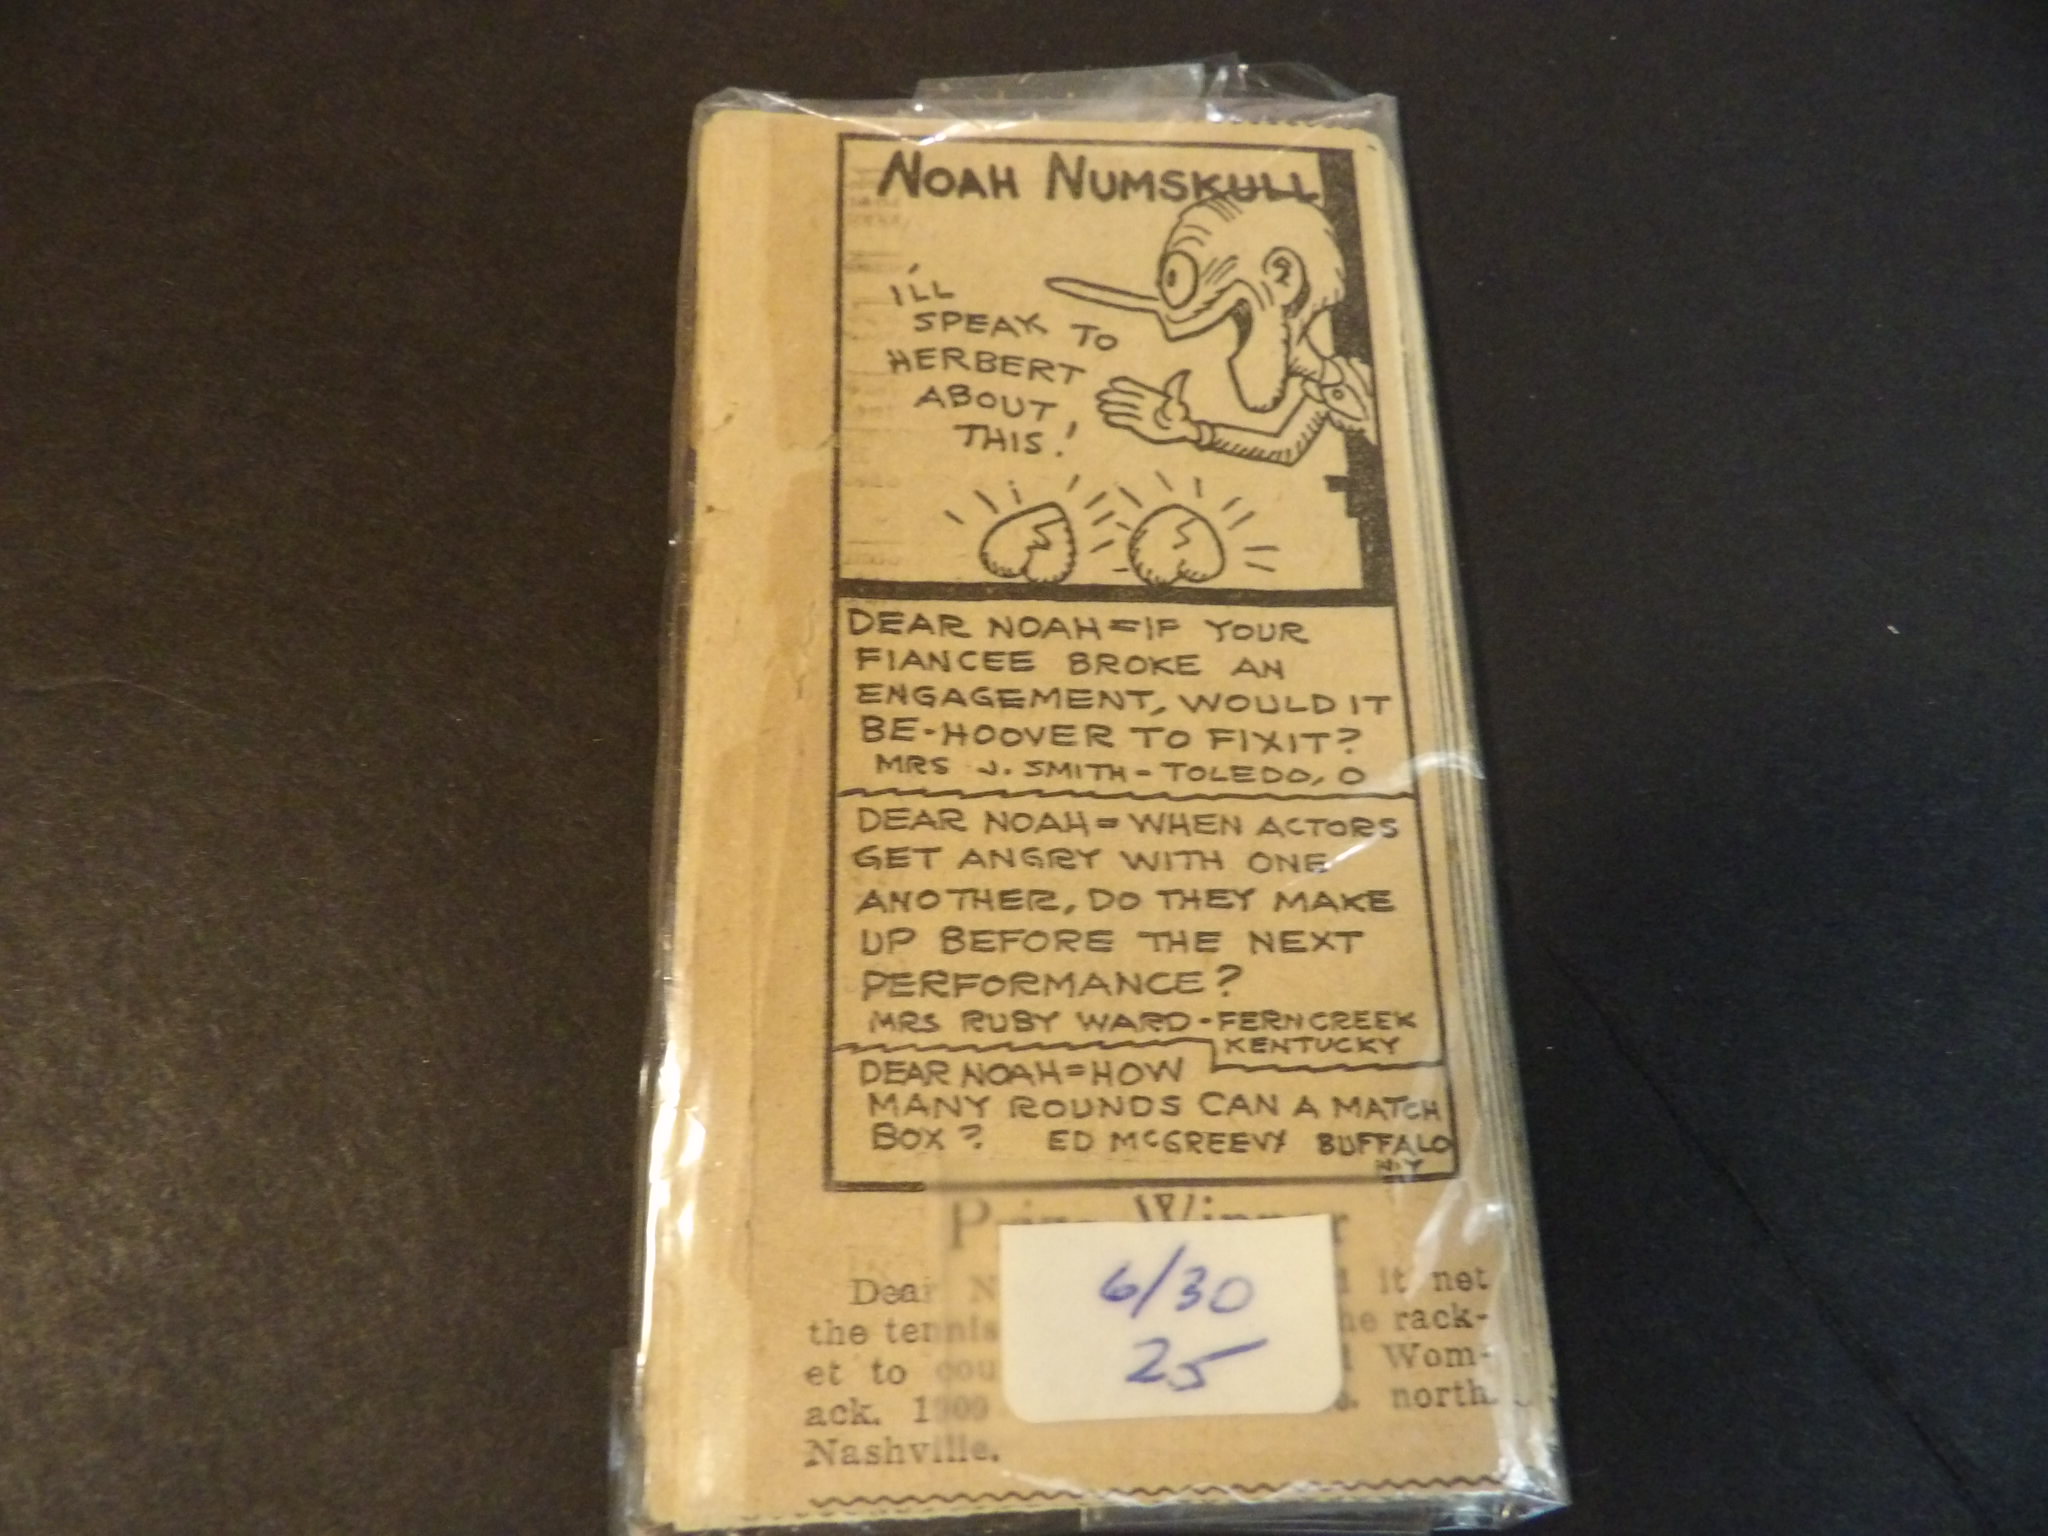 NOAH NUMSKULL
I'LL
SPEAK TO
HERBERT
ABOUT
THIS!
DEAR NOAH=IF YOUR
FIANCEE BROKE AN
ENGAGEMENT, WOULD IT
BE-HOOVER TO FIXIT?
MRS J. SMITH-TOLEDO, O
DEAR NOAH=WHEN ACTORS
GET ANGRY WITH ONE
ANOTHER, DO THEY MAKE
UP BEFORE THE NEXT
PERFORMANCE?
MRS RUBY WARD-FERNCREEK
KENTUCKY
DEAR NOAH=HOW
MANY ROUNDS CAN A MATCH
BOX? ED McGREEVY BUFFALO
N.Y
Prize Winner
Dear it net
the tennis rack-
et to Wom-
ack. 1900 north
Nashville.
6/30
25